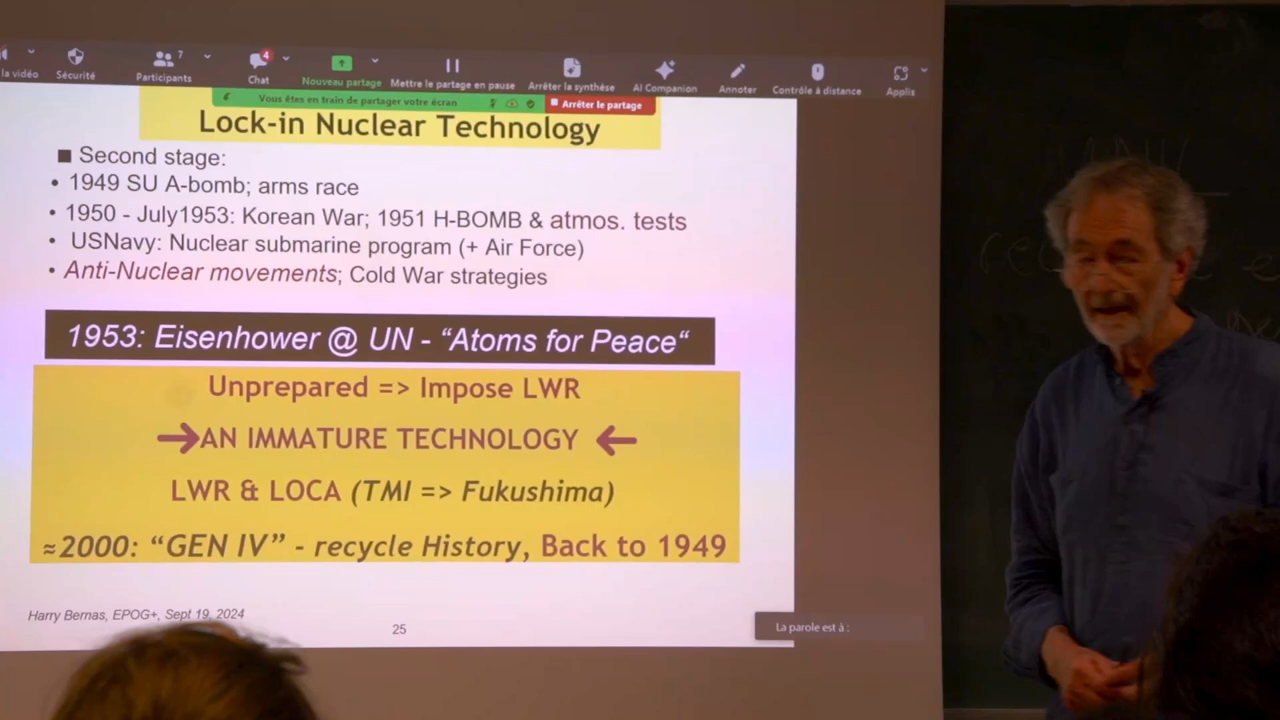 la vidéo
Sécurité
Participants
7
Chat
4
Nouveau partage
Mettre le partage en pause
Arrêter la synthèse
AI Companion
Annoter
Contrôle à distance
Applis
Vous êtes en train de partager votre écran
Arrêter le partage
Lock-in Nuclear Technology
■ Second stage:
• 1949 SU A-bomb; arms race
• 1950 - July1953: Korean War; 1951 H-BOMB & atmos. tests
• USNavy: Nuclear submarine program (+ Air Force)
• Anti-Nuclear movements; Cold War strategies
1953: Eisenhower @ UN - “Atoms for Peace“
Unprepared => Impose LWR
→AN IMMATURE TECHNOLOGY ←
LWR & LOCA (TMI => Fukushima)
≈2000: “GEN IV” - recycle History, Back to 1949
Harry Bernas, EPOG+, Sept 19, 2024
25
La parole est à :